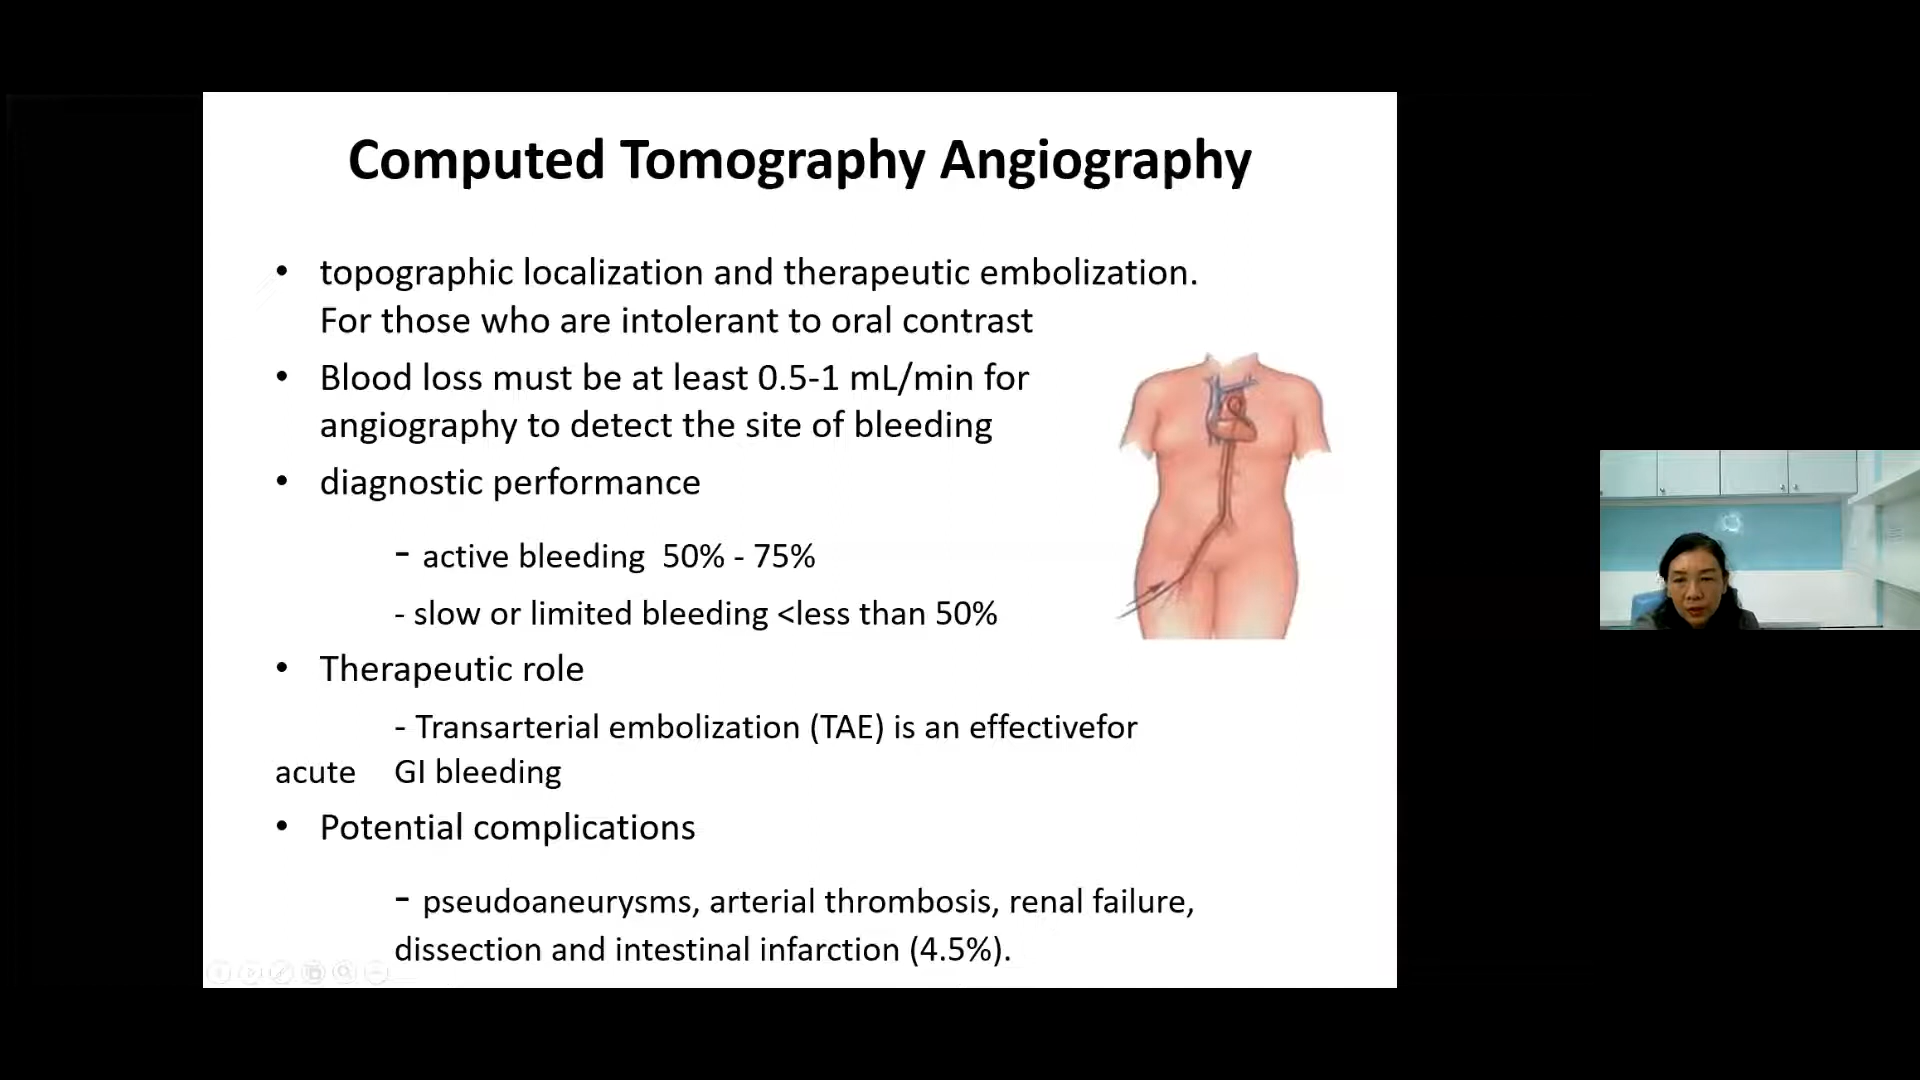 Computed Tomography Angiography
• topographic localization and therapeutic embolization.
For those who are intolerant to oral contrast
• Blood loss must be at least 0.5-1 mL/min for
angiography to detect the site of bleeding
• diagnostic performance
- active bleeding 50% - 75%
- slow or limited bleeding <less than 50%
• Therapeutic role
- Transarterial embolization (TAE) is an effectivefor
acute GI bleeding
• Potential complications
- pseudoaneurysms, arterial thrombosis, renal failure,
dissection and intestinal infarction (4.5%).